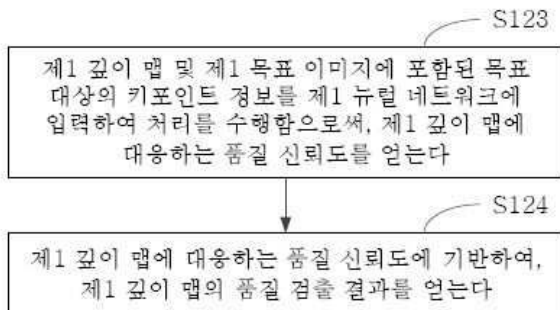 S123
제1 깊이 맵 및 제1 목표 이미지에 포함된 목표
대상의 키포인트 정보를 제1 뉴럴 네트워크에
입력하여 처리를 수행함으로써, 제1 깊이 맵에
대응하는 품질 신뢰도를 얻는다
S124
제1 깊이 맵에 대응하는 품질 신뢰도에 기반하여,
제1 깊이 맵의 품질 검출 결과를 얻는다